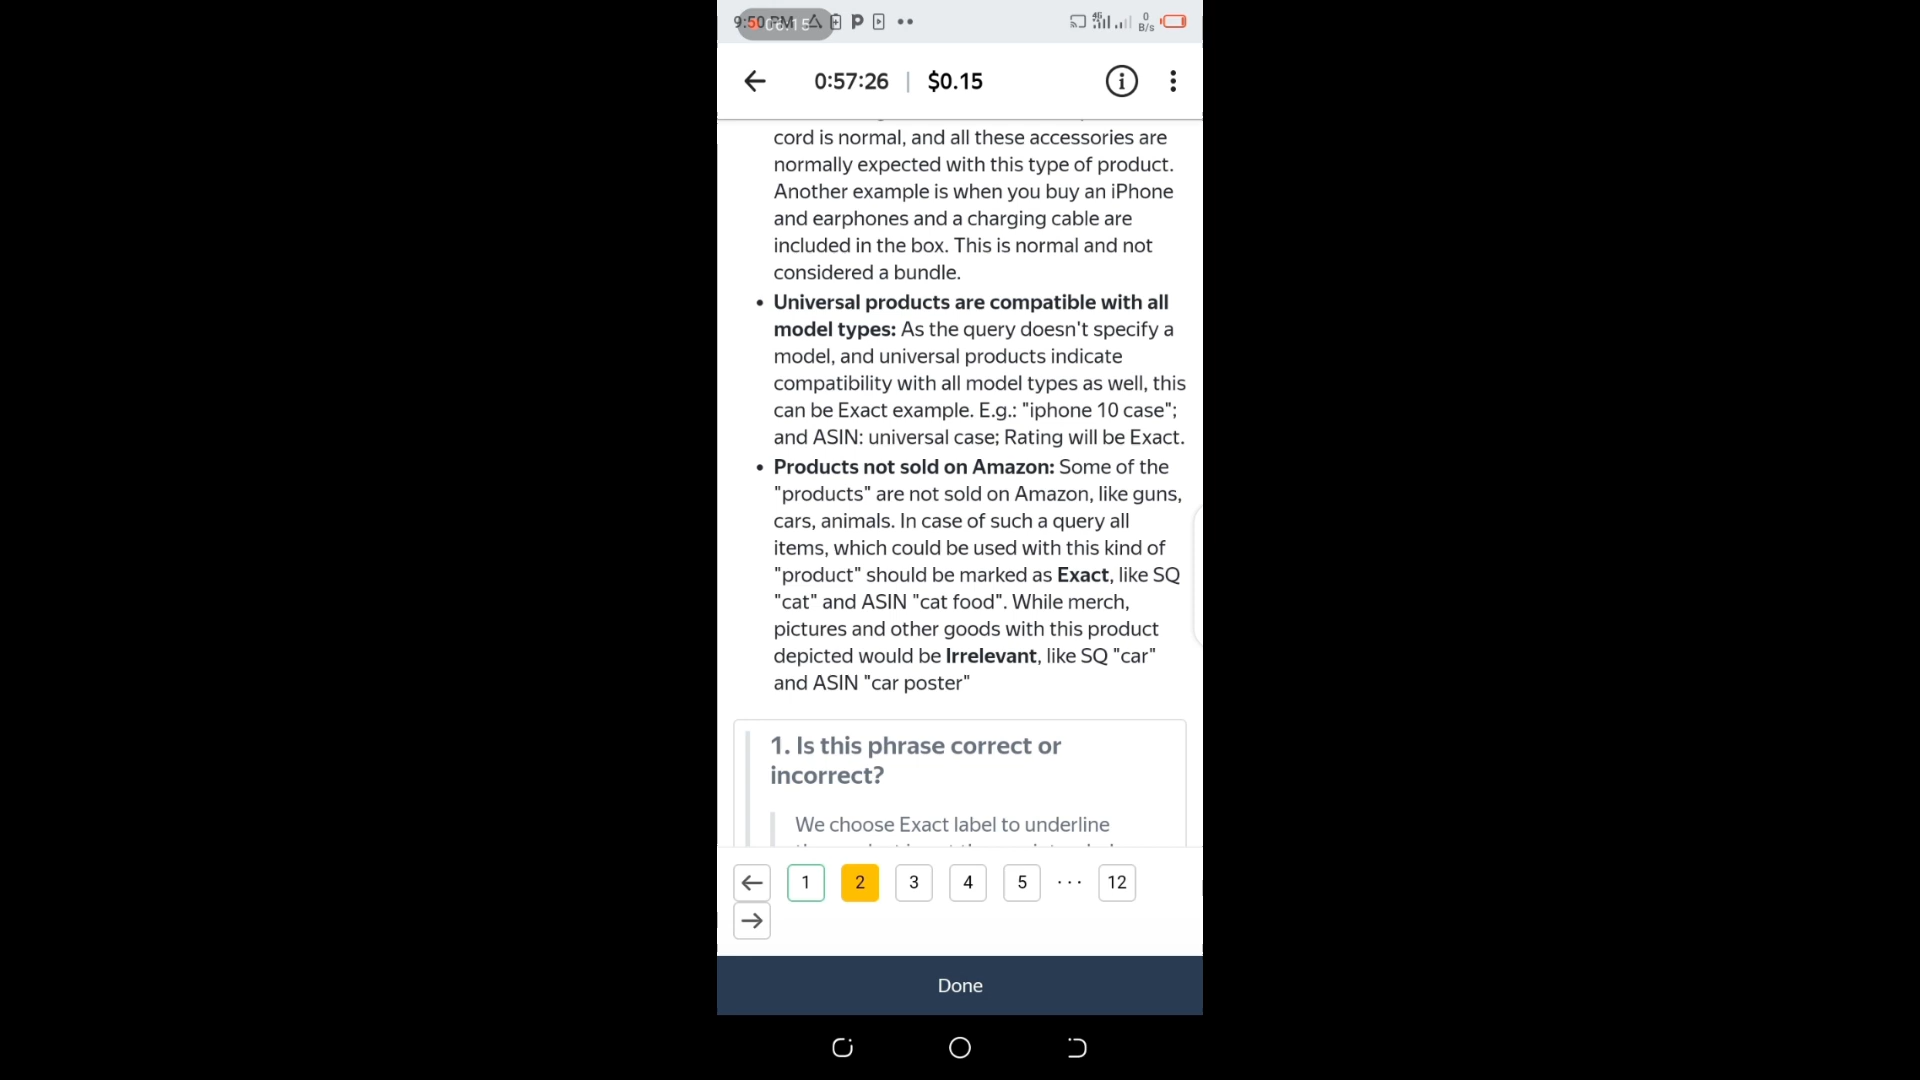 9:50 PM
06:15
0
B/s
0:57:26 | $0.15
cord is normal, and all these accessories are
normally expected with this type of product.
Another example is when you buy an iPhone
and earphones and a charging cable are
included in the box. This is normal and not
considered a bundle.
• Universal products are compatible with all
model types: As the query doesn't specify a
model, and universal products indicate
compatibility with all model types as well, this
can be Exact example. E.g.: "iphone 10 case";
and ASIN: universal case; Rating will be Exact.
• Products not sold on Amazon: Some of the
"products" are not sold on Amazon, like guns,
cars, animals. In case of such a query all
items, which could be used with this kind of
"product" should be marked as Exact, like SQ
"cat" and ASIN "cat food". While merch,
pictures and other goods with this product
depicted would be Irrelevant, like SQ "car"
and ASIN "car poster"
1. Is this phrase correct or
incorrect?
We choose Exact label to underline
1 2 3 4 5 ··· 12
Done